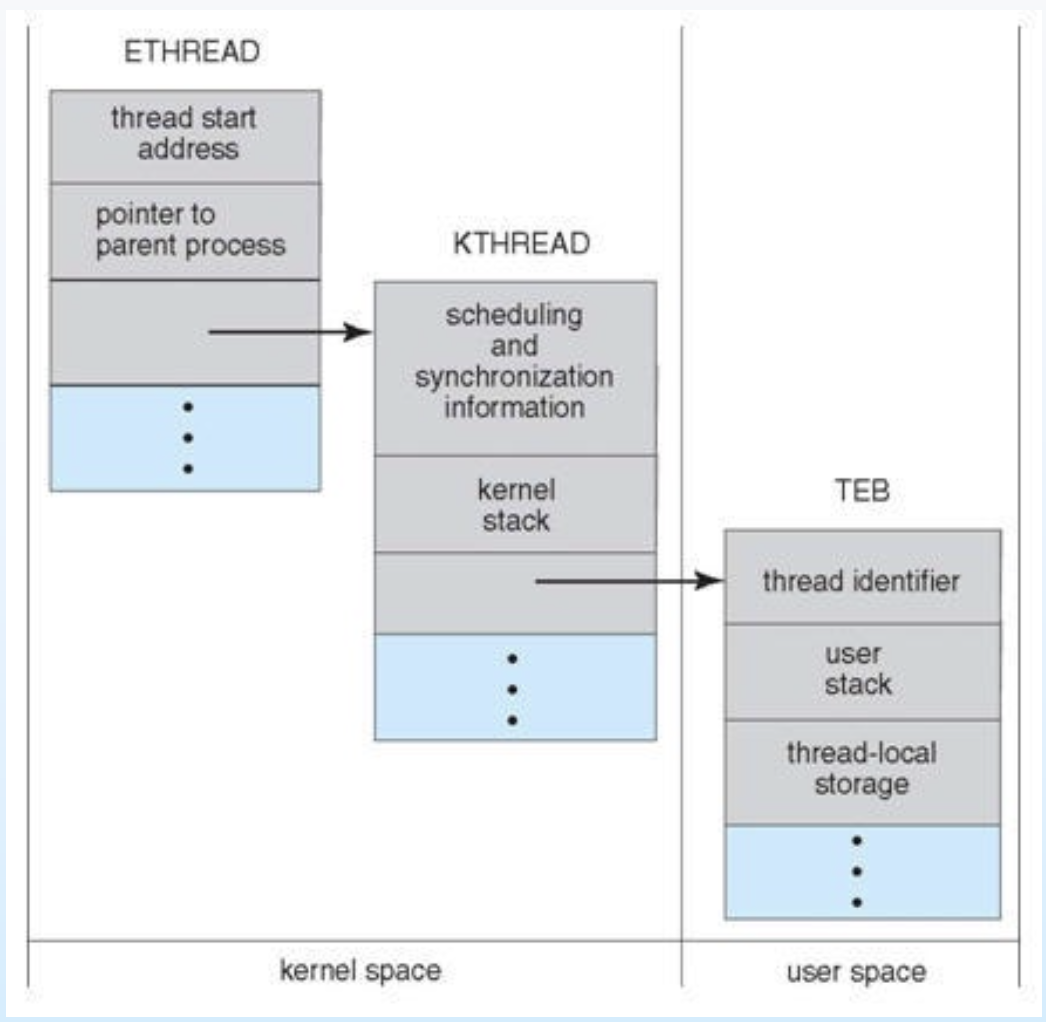 ETHREAD
thread start
address
pointer to
parent process
KTHREAD
scheduling
and
synchronization
information
kernel
stack
TEB
thread identifier
user
stack
thread-local
storage
kernel space
user space